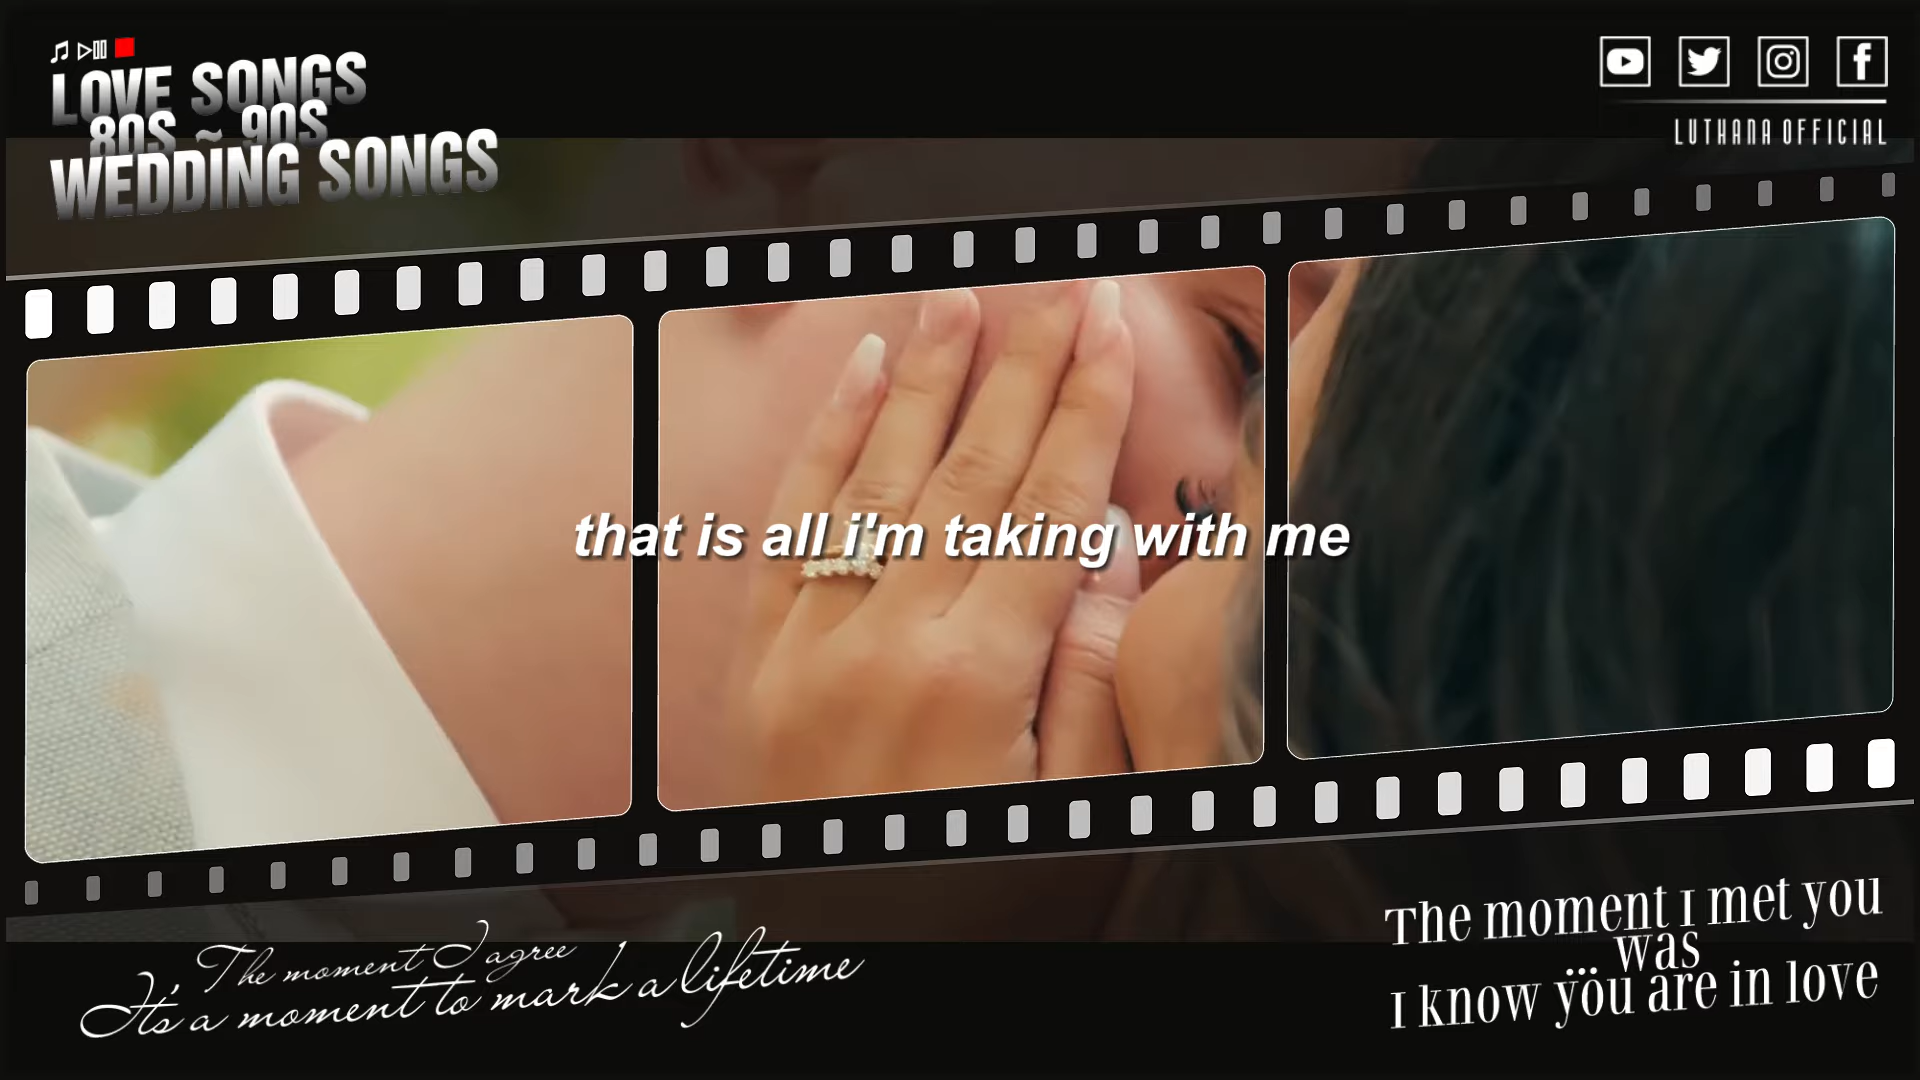 LOVE SONGS
80S ~ 90S
WEDDING SONGS
LUTHANA OFFICIAL
that is all i'm taking with me
The moment I agree
It's a moment to mark a lifetime
The moment I met you
was
I know you are in love